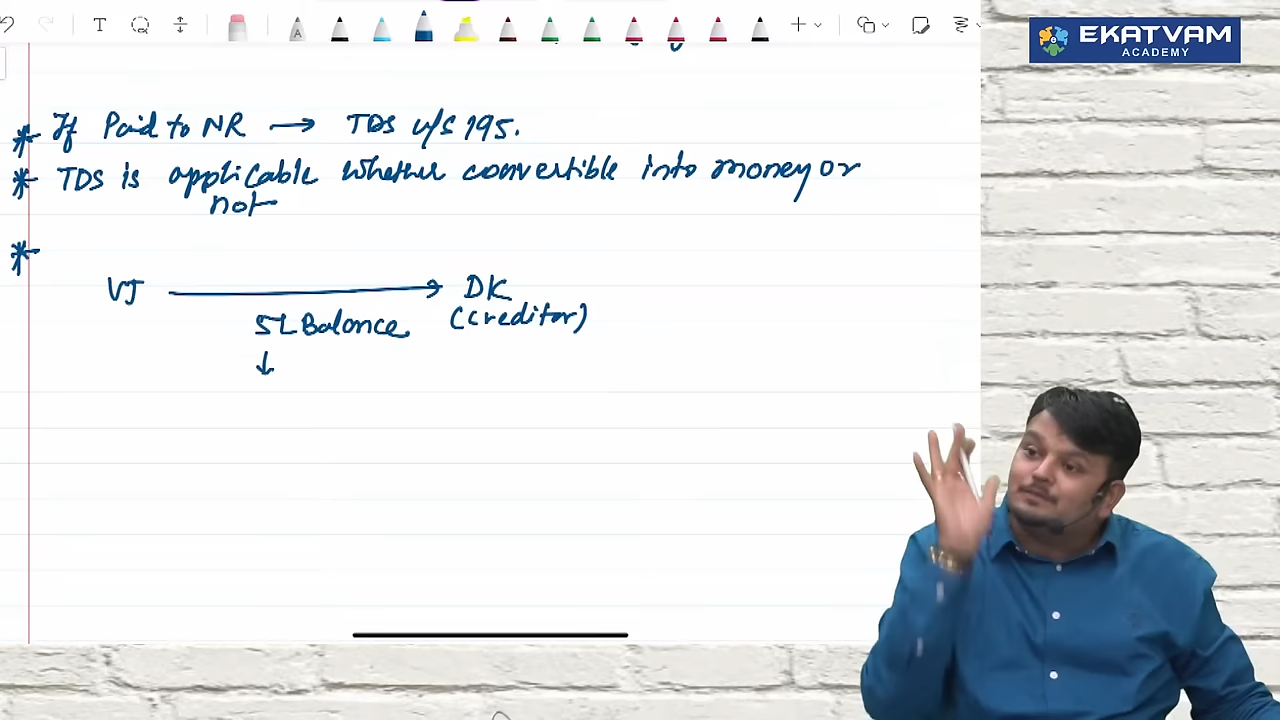 EKATVAM
ACADEMY
* If Paid to NR → TDS u/s 195.
* TDS is applicable whether convertible into money or
not
*
VJ → DK
(creditor)
5L Balance
↓